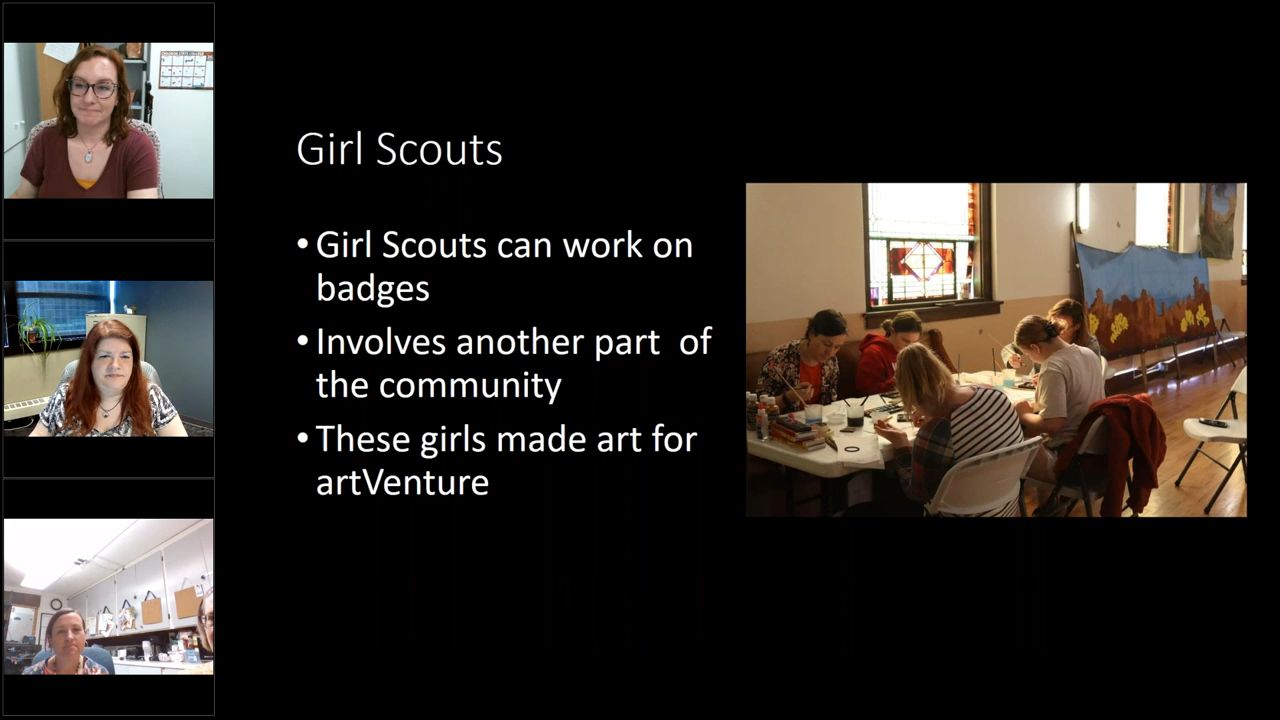 Girl Scouts
• Girl Scouts can work on
badges
• Involves another part  of
the community
• These girls made art for
artVenture